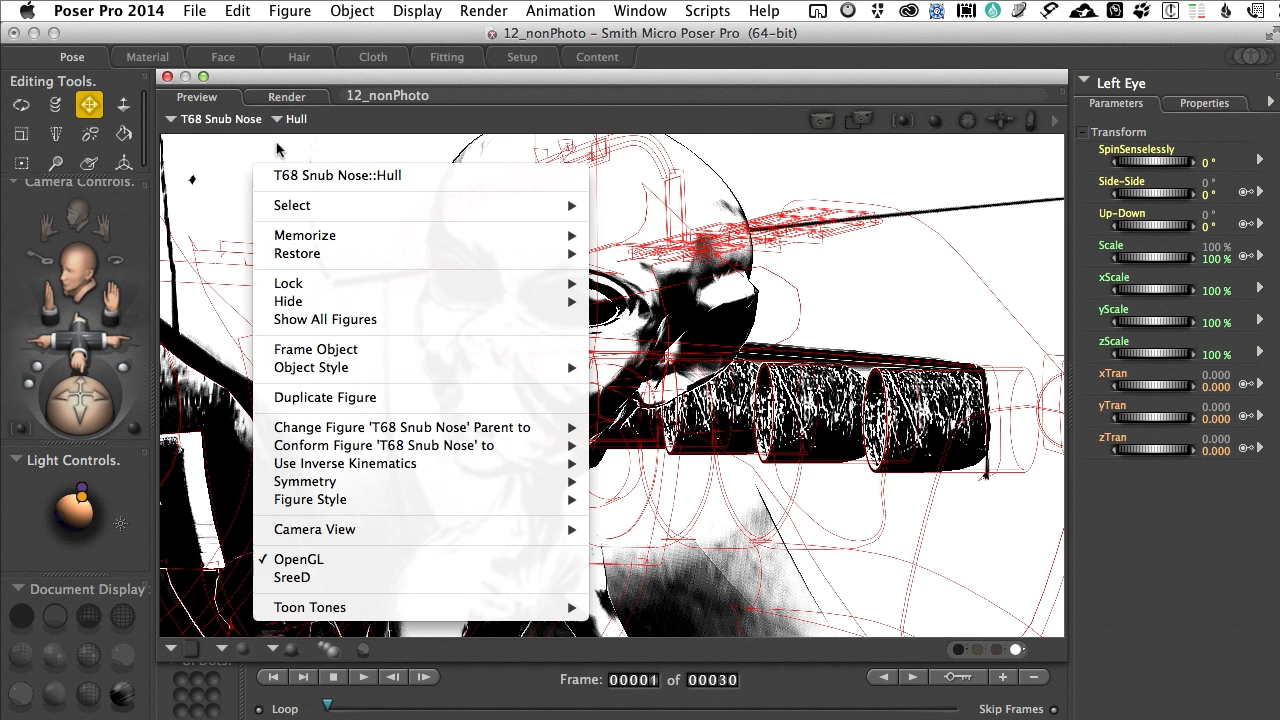 Poser Pro 2014 File Edit Figure Object Display Render Animation Window Scripts Help
12_nonPhoto – Smith Micro Poser Pro (64-bit)
Pose Material Face Hair Cloth Fitting Setup Content
Editing Tools.
Camera Controls.
Light Controls.
Document Display
Preview Render 12_nonPhoto
T68 Snub Nose Hull
T68 Snub Nose::Hull
Select
Memorize
Restore
Lock
Hide
Show All Figures
Frame Object
Object Style
Duplicate Figure
Change Figure 'T68 Snub Nose' Parent to
Conform Figure 'T68 Snub Nose' to
Use Inverse Kinematics
Symmetry
Figure Style
Camera View
✓ OpenGL
SreeD
Toon Tones
Left Eye
Parameters Properties
Transform
SpinSenselessly
0 °
Side-Side 0 °
0 °
Up-Down 0 °
0 °
Scale 100 %
100 %
xScale
100 %
yScale
100 %
zScale
100 %
xTran 0.000
0.000
yTran 0.000
0.000
zTran 0.000
0.000
Frame: 00001 of 00030
Loop
Skip Frames